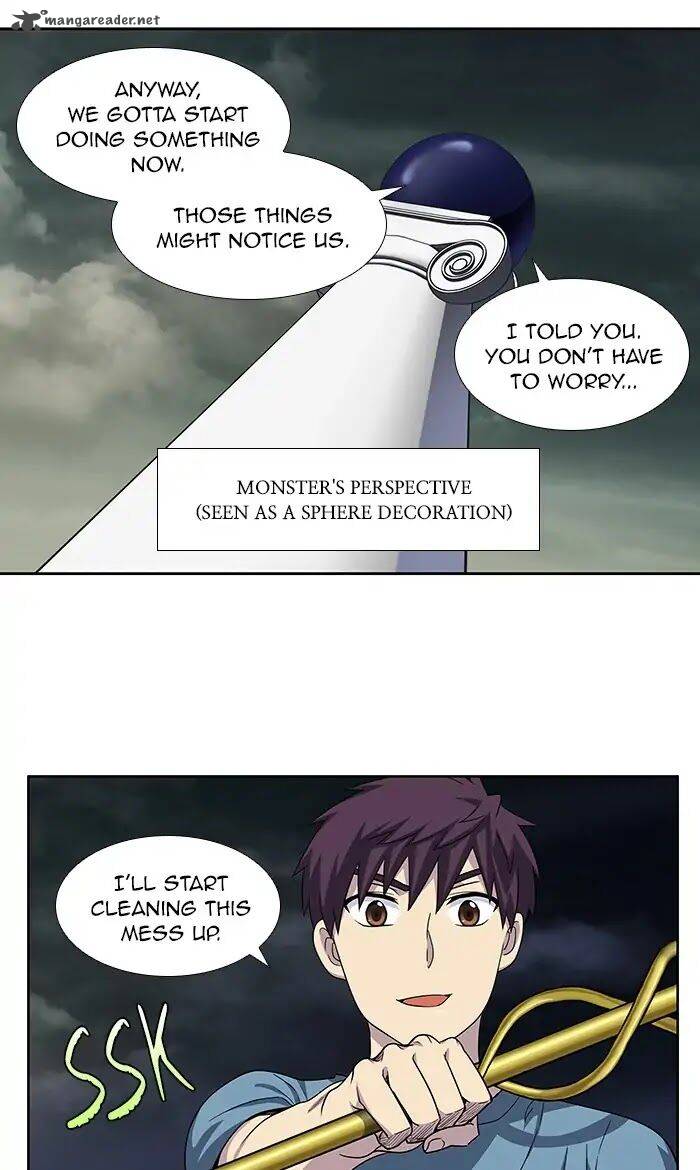 mangareader.net
ANYWAY,
WE GOTTA START
DOING SOMETHING
NOW.
THOSE THINGS
MIGHT NOTICE US.
I TOLD YOU.
YOU DON'T HAVE
TO WORRY...
MONSTER'S PERSPECTIVE
(SEEN AS A SPHERE DECORATION)
I'LL START
CLEANING THIS
MESS UP.
SSK